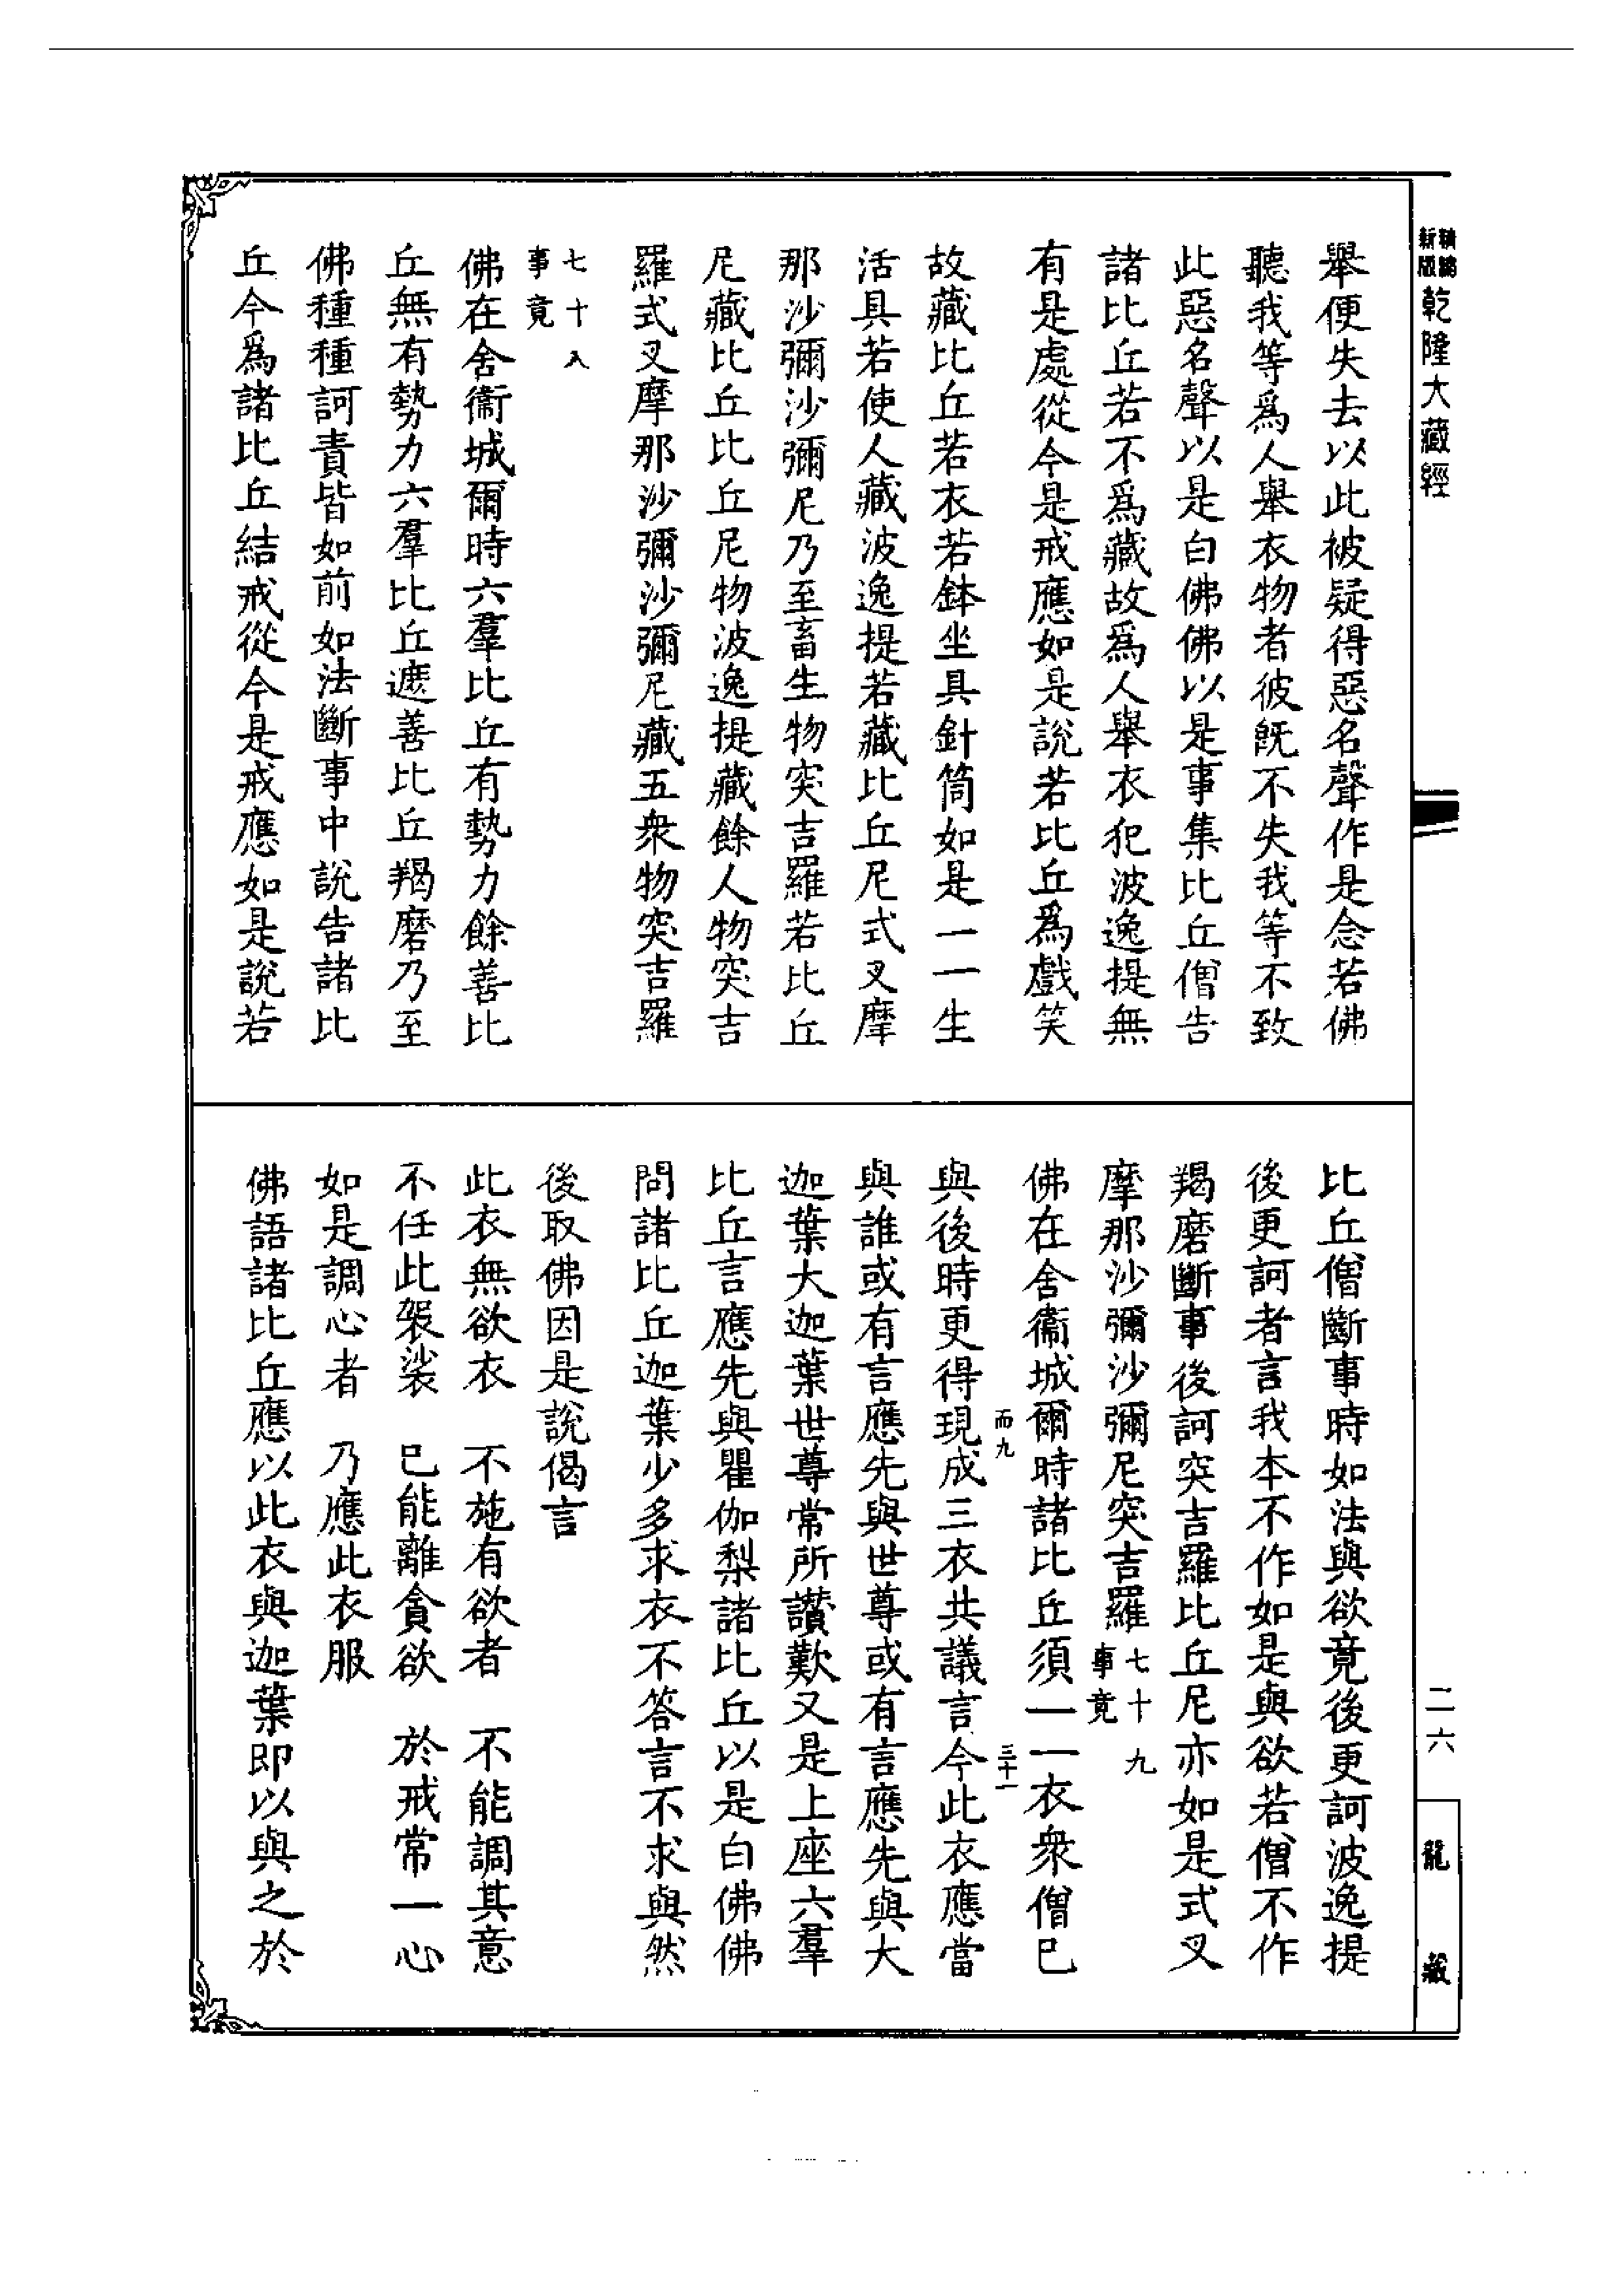 精縮新版乾隆大藏經
舉便失去以此被疑得惡名聲作是念若佛
聽我等爲人舉衣物者彼旣不失我等不致
此惡名聲以是白佛佛以是事集比丘僧告
諸比丘若不爲藏故爲人舉衣犯波逸提無
有是處從今是戒應如是說若比丘爲戲笑
故藏比丘若衣若鉢坐具針筒如是一一生
活具若使人藏波逸提若藏比丘尼式叉摩
那沙彌沙彌尼乃至畜生物突吉羅若比丘
尼藏比丘比丘尼物波逸提藏餘人物突吉
羅式叉摩那沙彌沙彌尼藏五衆物突吉羅
七十八
事竟
佛在舍衞城爾時六羣比丘有勢力餘善比
丘無有勢力六羣比丘遮善比丘羯磨乃至
佛種種訶責皆如前如法斷事中說告諸比
丘今爲諸比丘結戒從今是戒應如是說若
比丘僧斷事時如法與欲竟後更訶波逸提
後更訶者言我本不作如是與欲若僧不作
羯磨斷事後訶突吉羅比丘尼亦如是式叉
摩那沙彌沙彌尼突吉羅七十九事竟
佛在舍衞城爾時諸比丘須一一衣衆僧已
而九 三十一
與後時更得現成三衣共議言今此衣應當
與誰或有言應先與世尊或有言應先與大
迦葉大迦葉世尊常所讚歎又是上座六羣
比丘言應先與瞿伽梨諸比丘以是白佛佛
問諸比丘迦葉少多求衣不答言不求與然
後取佛因是說偈言
此衣無欲衣 不施有欲者 不能調其意
不任此袈裟 已能離貪欲 於戒常一心
如是調心者 乃應此衣服
佛語諸比丘應以此衣與迦葉即以與之於
二六
龍藏